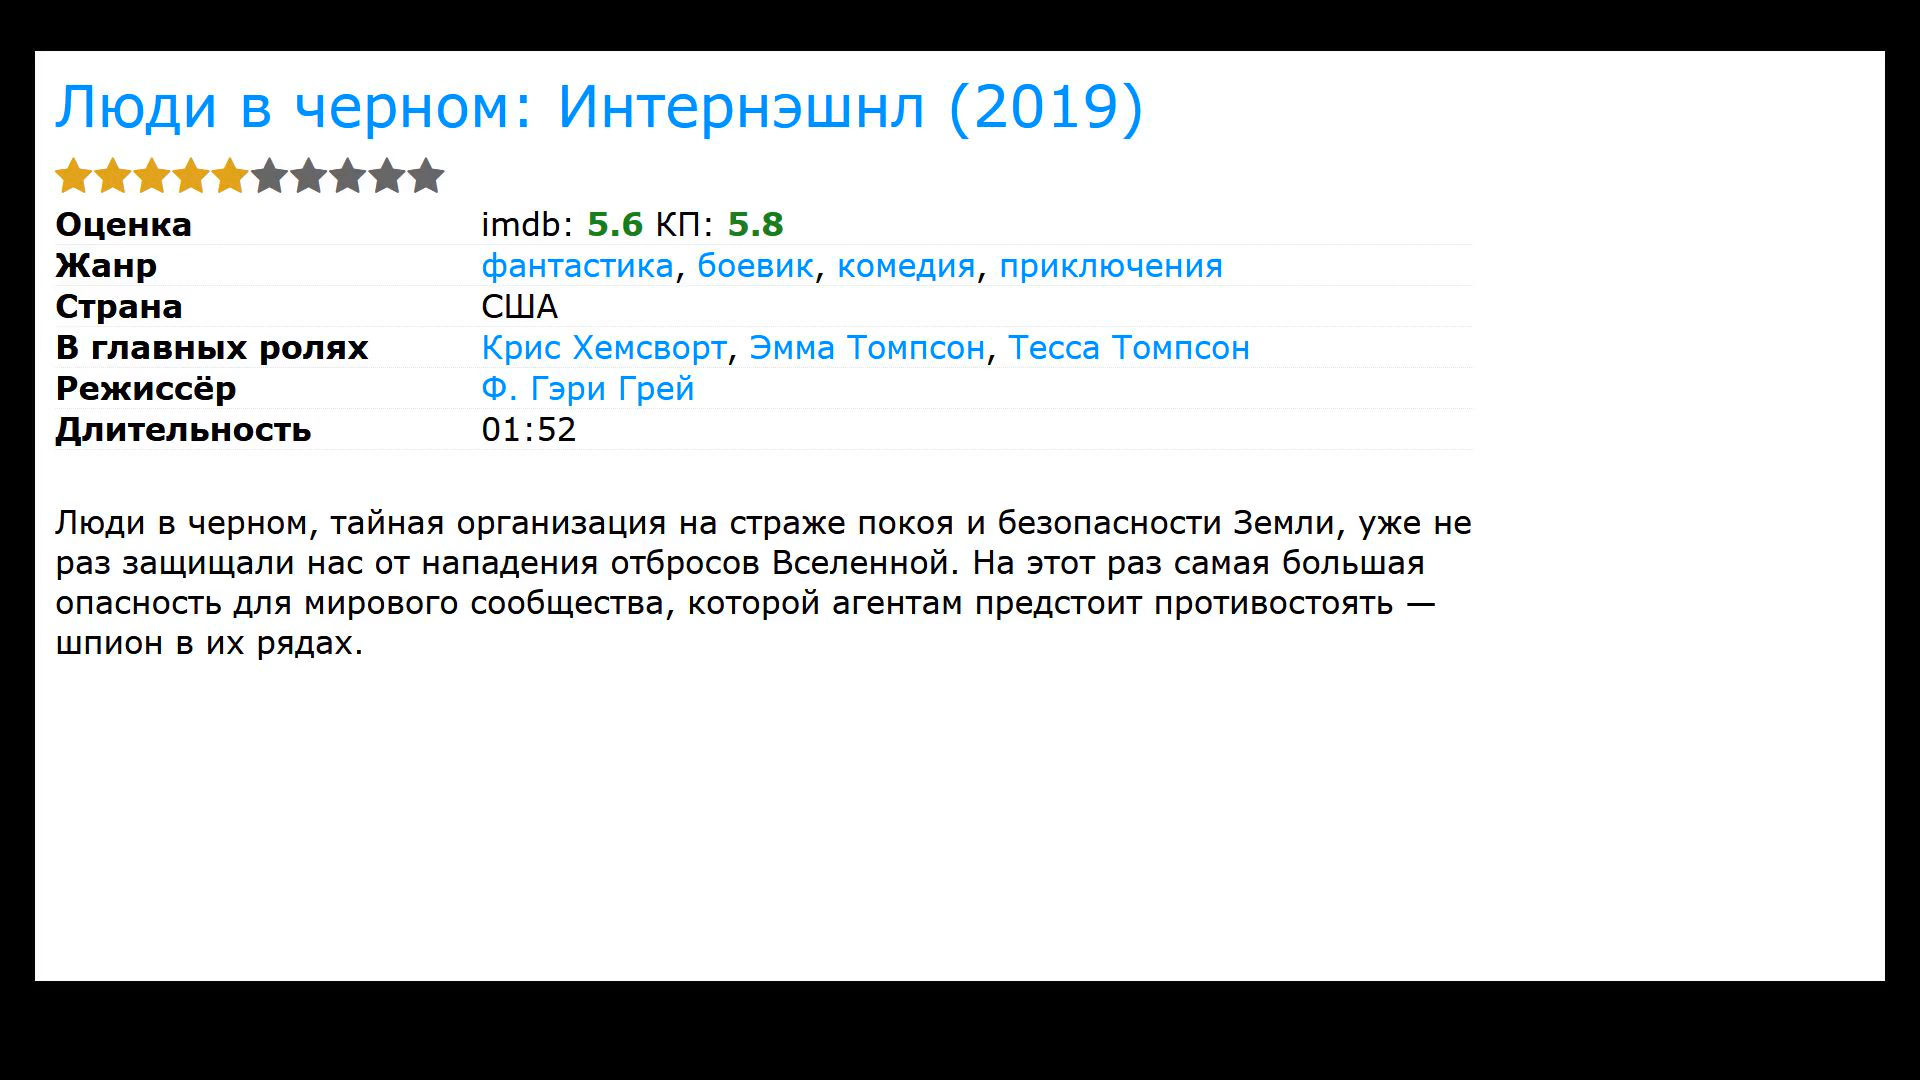 Люди в черном: Интернэшнл (2019)
Оценка imdb: 5.6 КП: 5.8
Жанр фантастика, боевик, комедия, приключения
Страна США
В главных ролях Крис Хемсворт, Эмма Томпсон, Тесса Томпсон
Режиссёр Ф. Гэри Грей
Длительность 01:52
Люди в черном, тайная организация на страже покоя и безопасности Земли, уже не
раз защищали нас от нападения отбросов Вселенной. На этот раз самая большая
опасность для мирового сообщества, которой агентам предстоит противостоять —
шпион в их рядах.